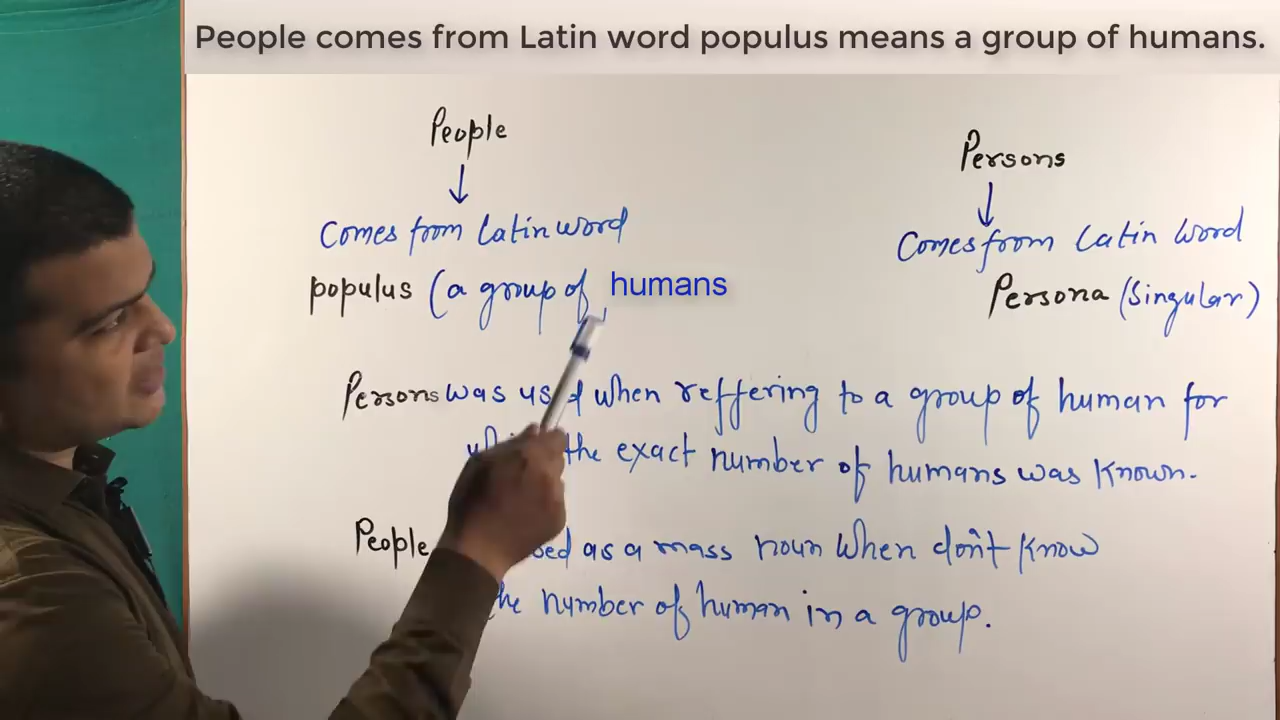 People comes from Latin word populus means a group of humans.
People
Comes from Latin word
populus (a group of humans
Persons
Comes from Latin Word
Persona (Singular)
Persons was used when reffering to a group of human for
the exact number of humans was known.
People as a mass noun when don't know
the number of human in a group.